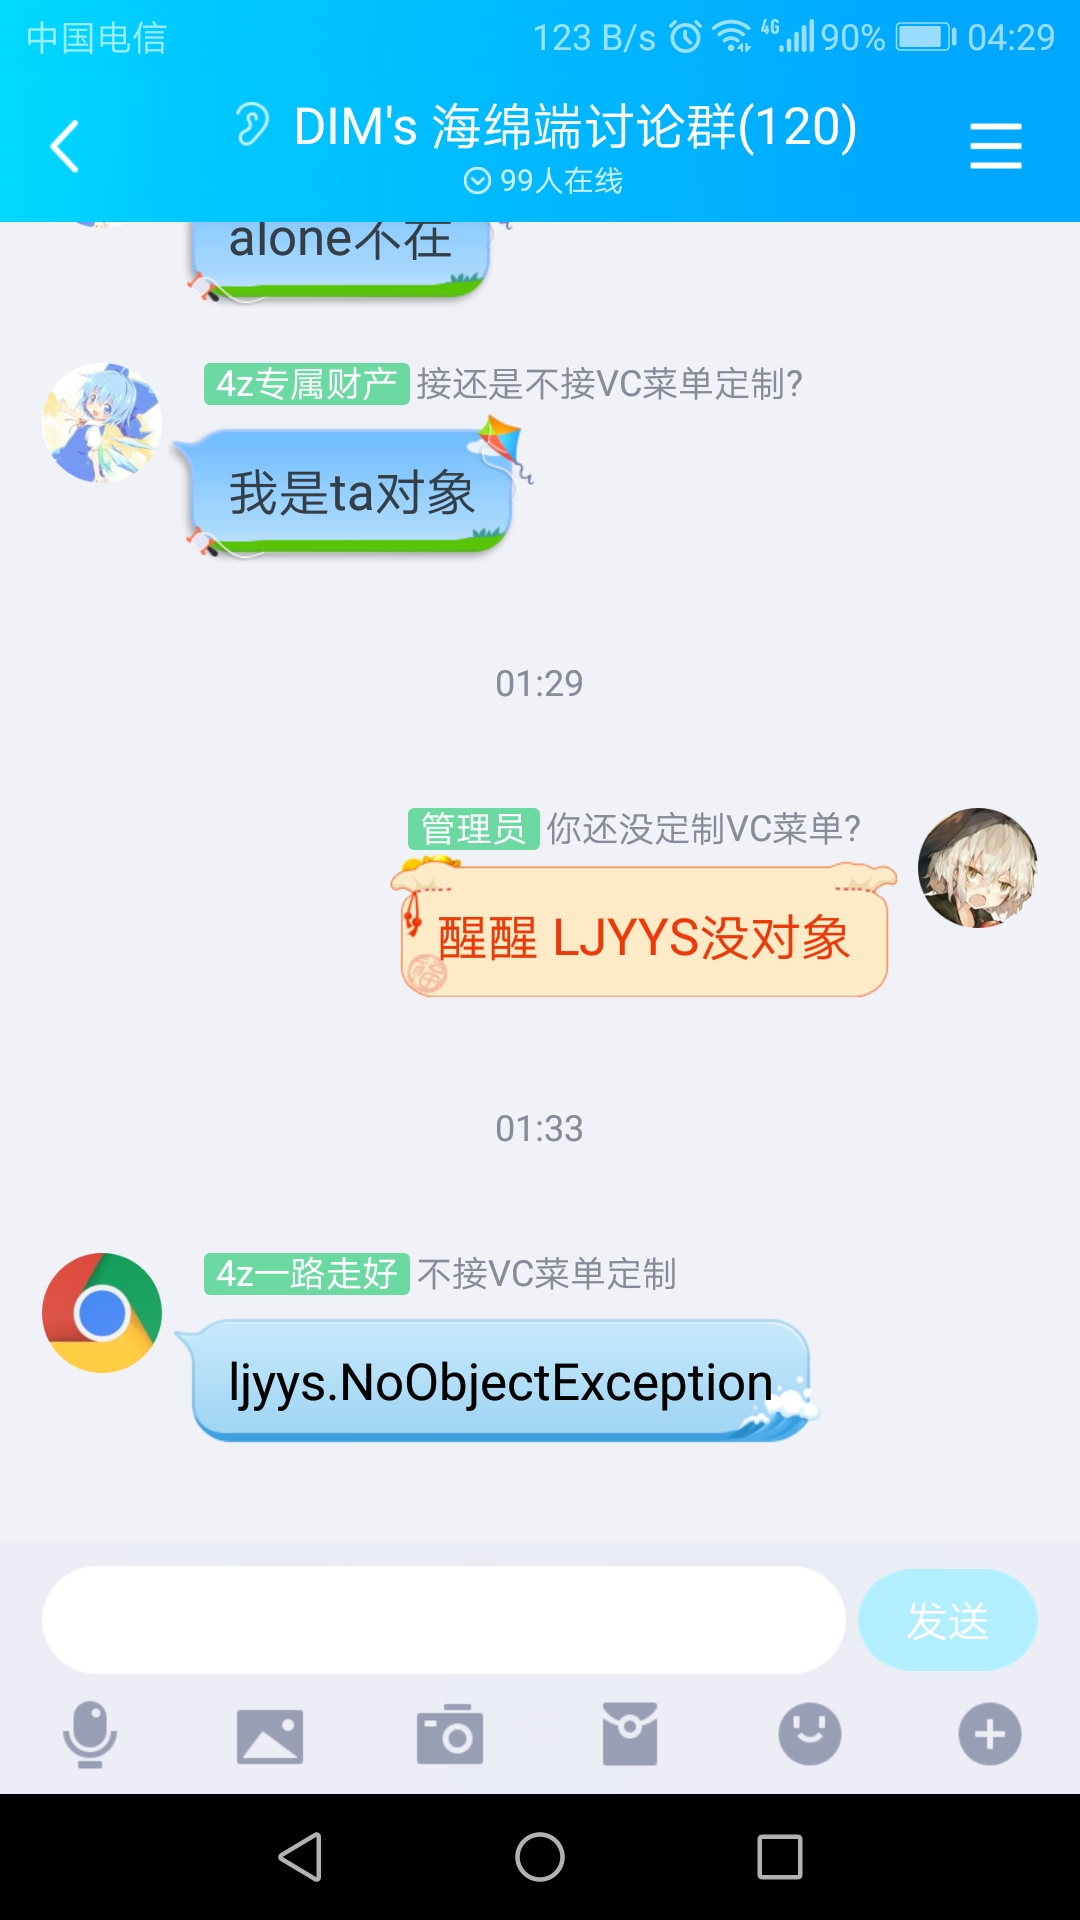 中国电信 123 B/s 4G 90% 04:29
DIM's 海绵端讨论群(120)
99人在线
alone不在
4z专属财产 接还是不接VC菜单定制?
我是ta对象
01:29
管理员 你还没定制VC菜单?
醒醒 LJYYS没对象
福
01:33
4z一路走好 不接VC菜单定制
ljyys.NoObjectException
发送